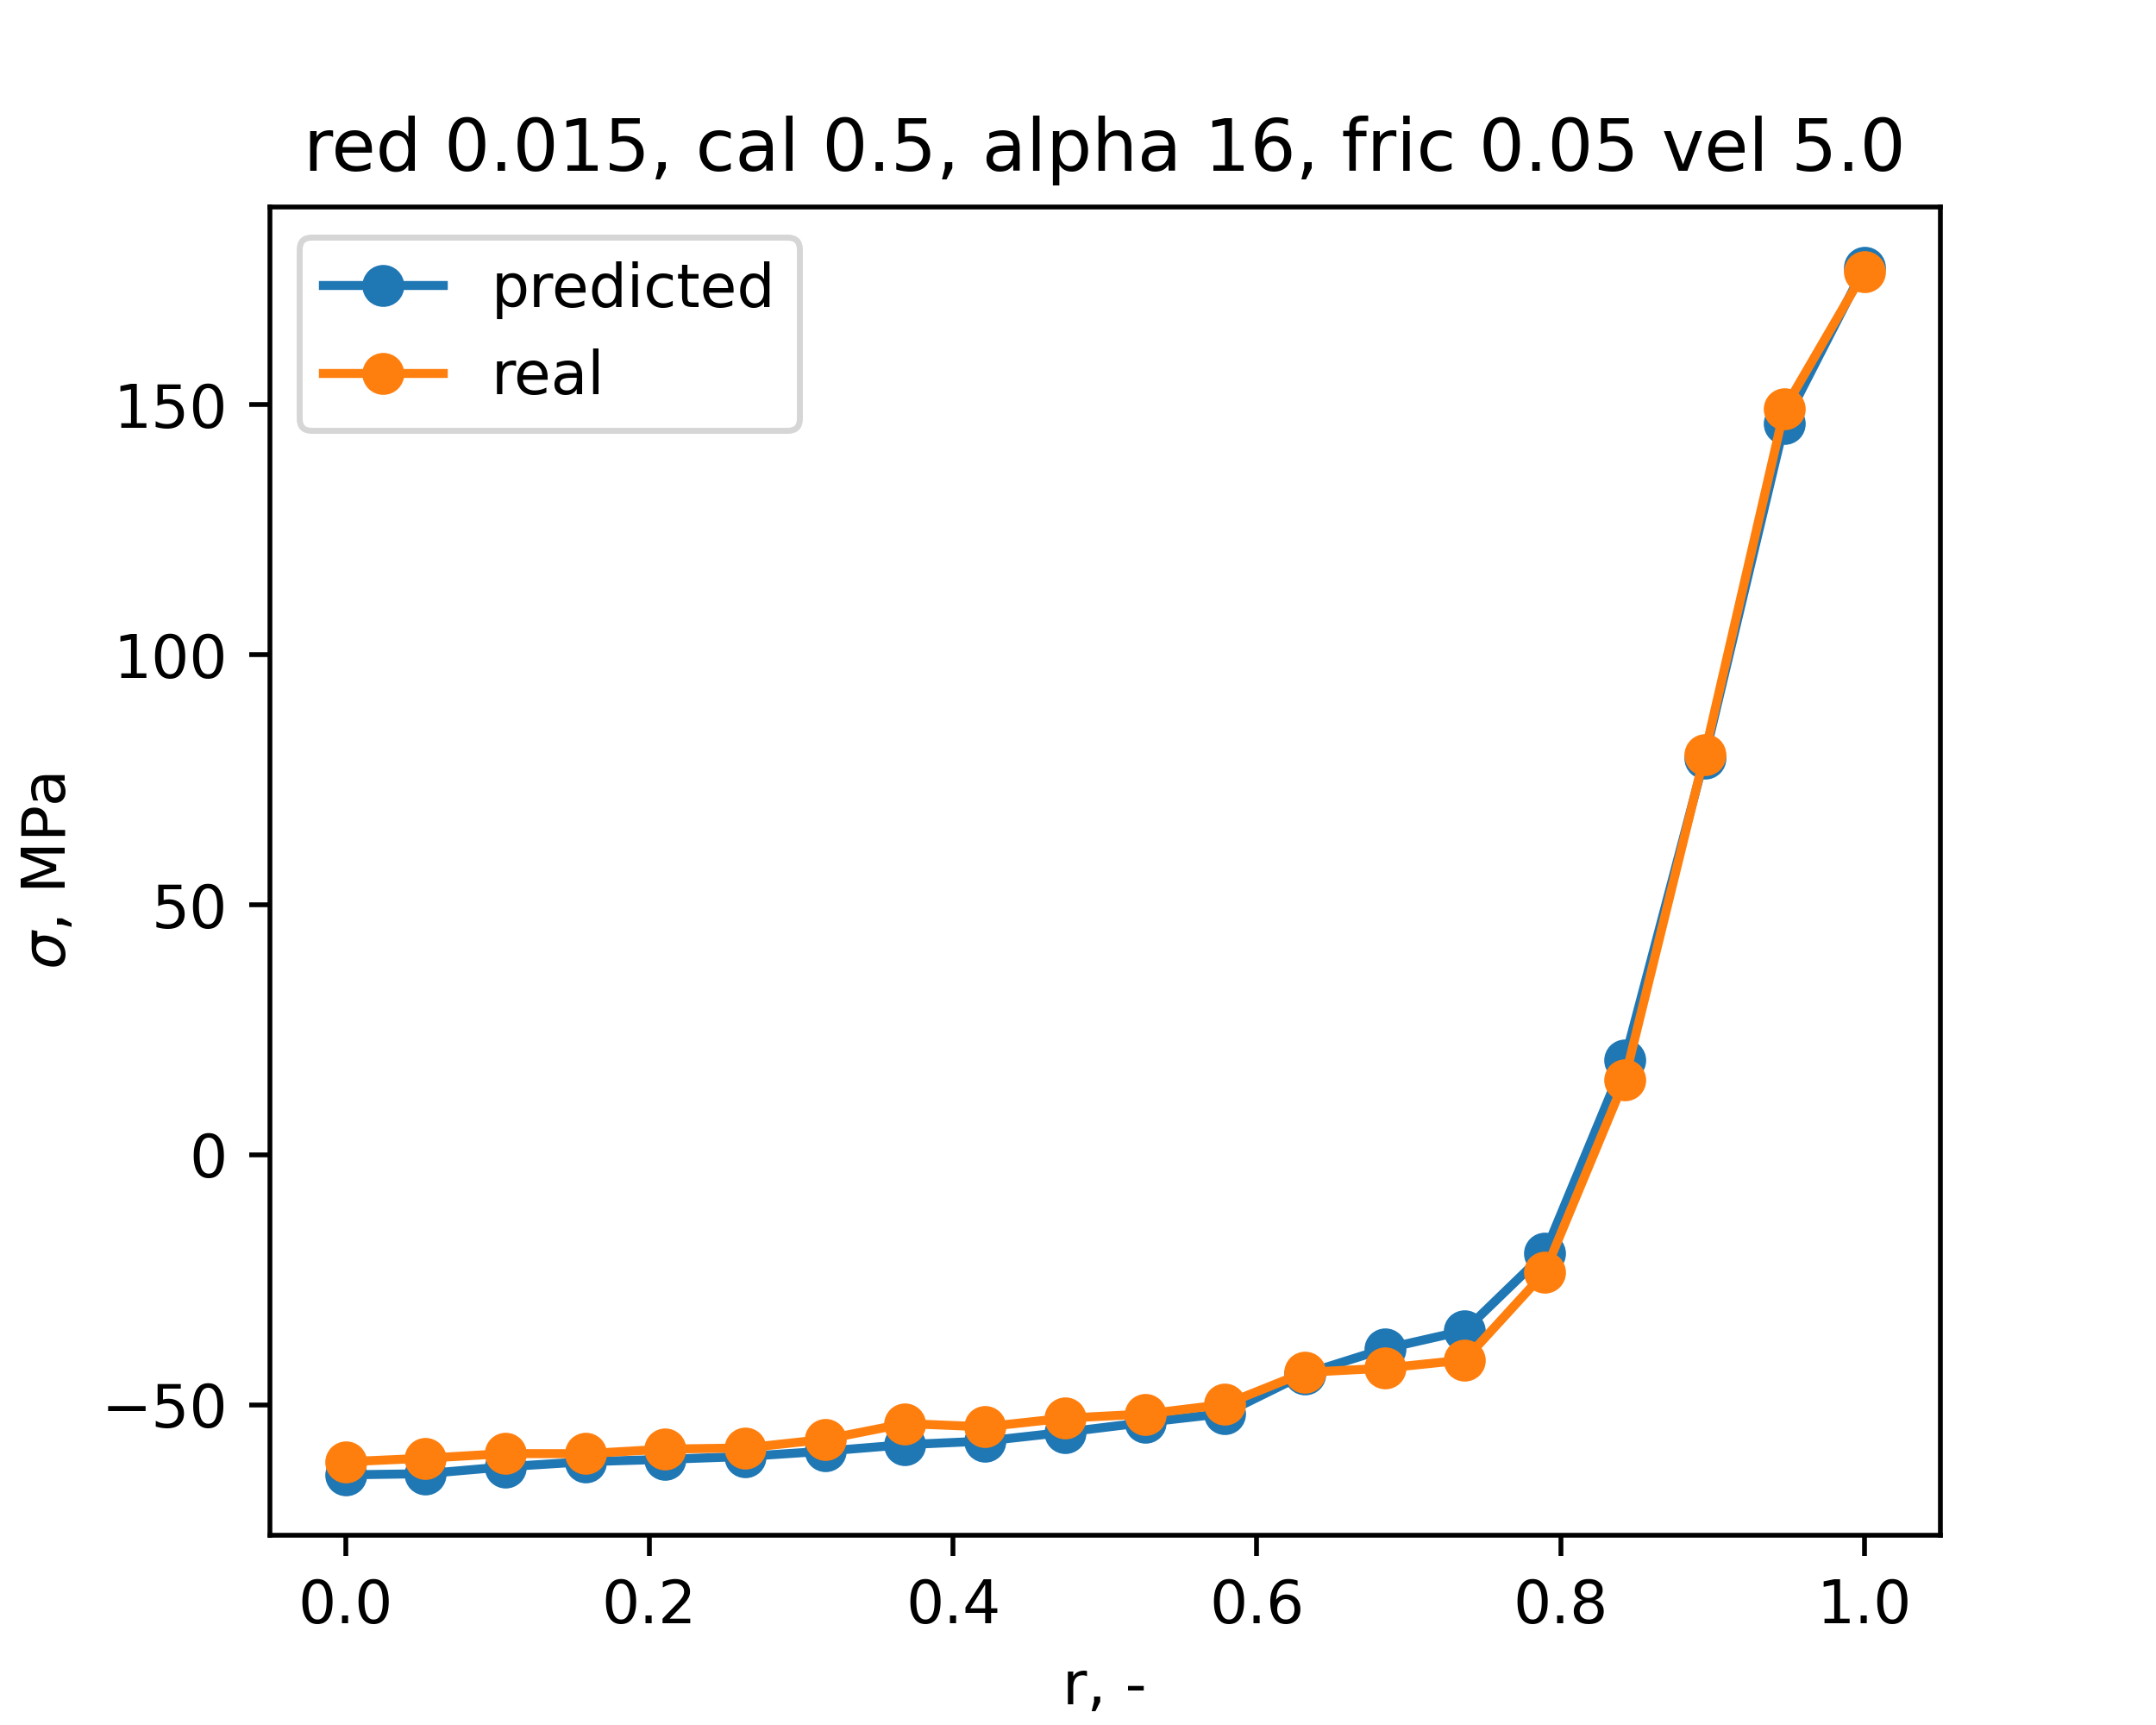 red 0.015, cal 0.5, alpha 16, fric 0.05 vel 5.0
predicted
real
150
100
50
0
−50
σ, MPa
0.0 0.2 0.4 0.6 0.8 1.0
r, -